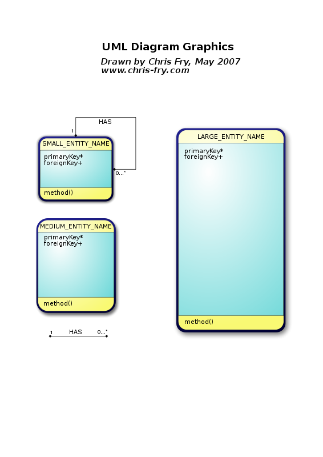 UML Diagram Graphics
Drawn by Chris Fry, May 2007
www.chris-fry.com
HAS
1
SMALL_ENTITY_NAME
primaryKey*
foreignKey+
0..*
method()
MEDIUM_ENTITY_NAME
primaryKey*
foreignKey+
method()
1 HAS 0..*
LARGE_ENTITY_NAME
primaryKey*
foreignKey+
method()